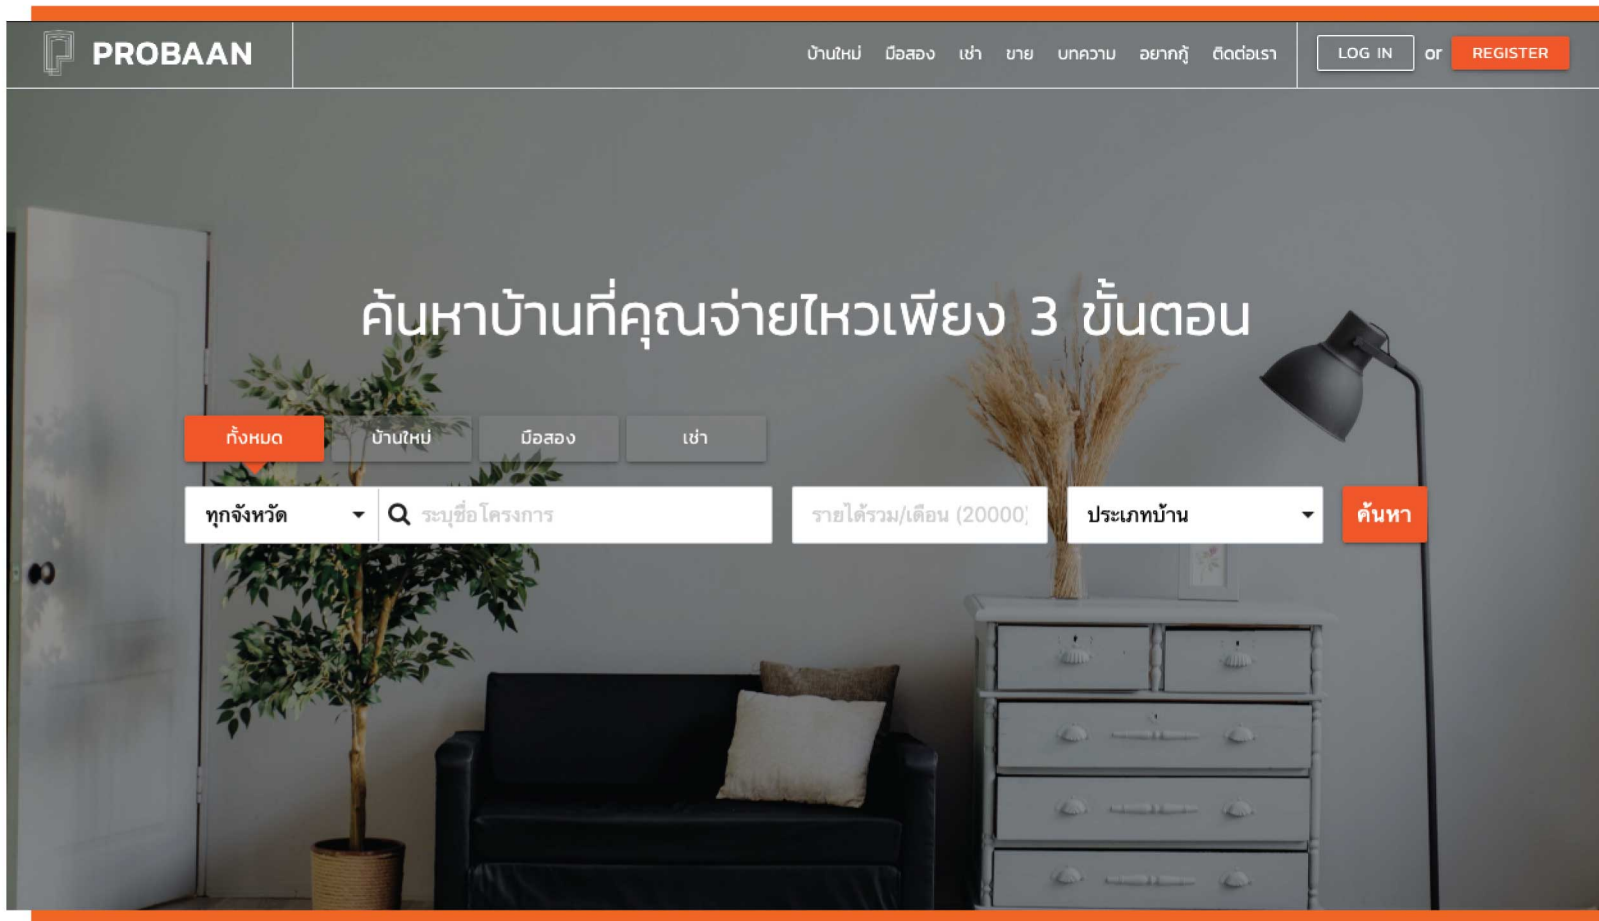 PROBAAN
บ้านใหม่ มือสอง เช่า ขาย บทความ อยากกู้ ติดต่อเรา LOG IN or REGISTER
ค้นหาบ้านที่คุณจ่ายไหวเพียง 3 ขั้นตอน
ทั้งหมด บ้านใหม่ มือสอง เช่า
ทุกจังหวัด ระบุชื่อโครงการ รายได้รวม/เดือน (20000) ประเภทบ้าน ค้นหา